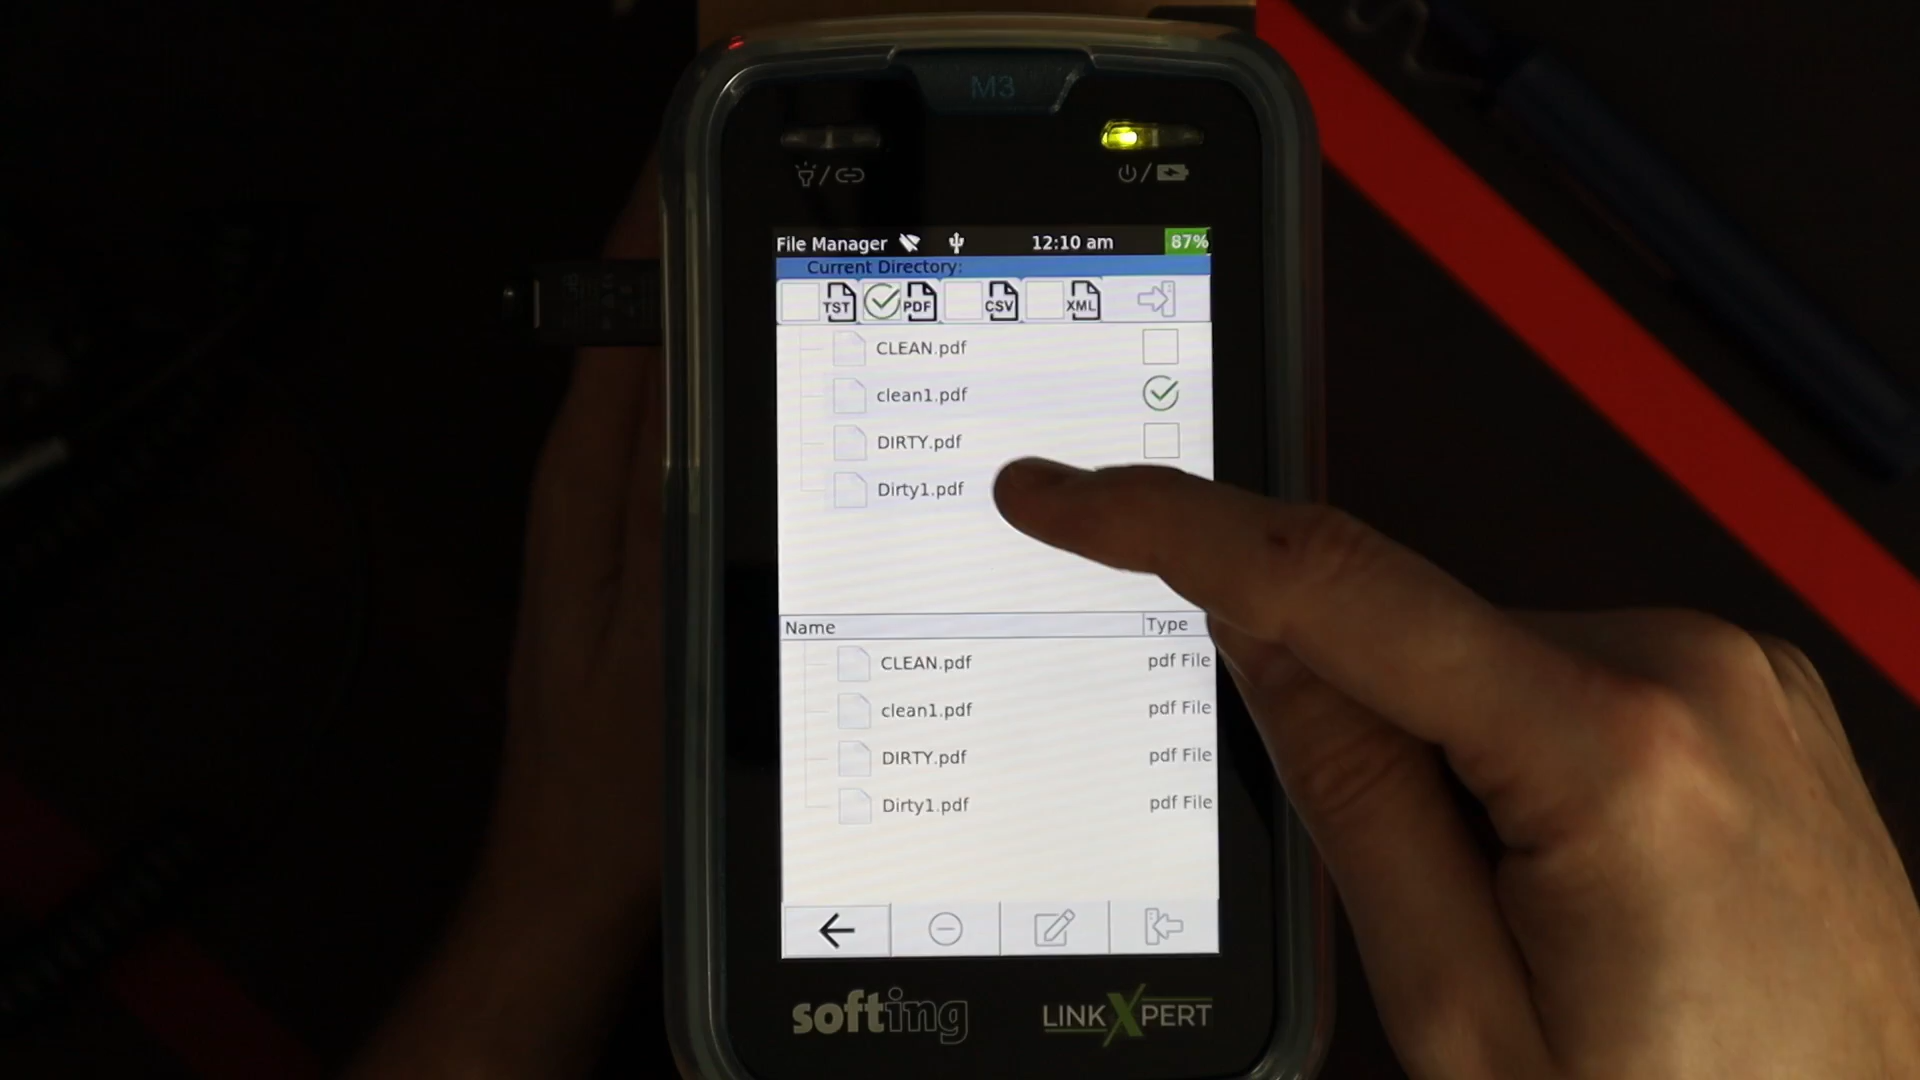 M3
File Manager 12:10 am 87%
Current Directory:
TST PDF CSV XML
CLEAN.pdf
clean1.pdf
DIRTY.pdf
Dirty1.pdf
Name Type
CLEAN.pdf pdf File
clean1.pdf pdf File
DIRTY.pdf pdf File
Dirty1.pdf pdf File
softing LINKXPERT